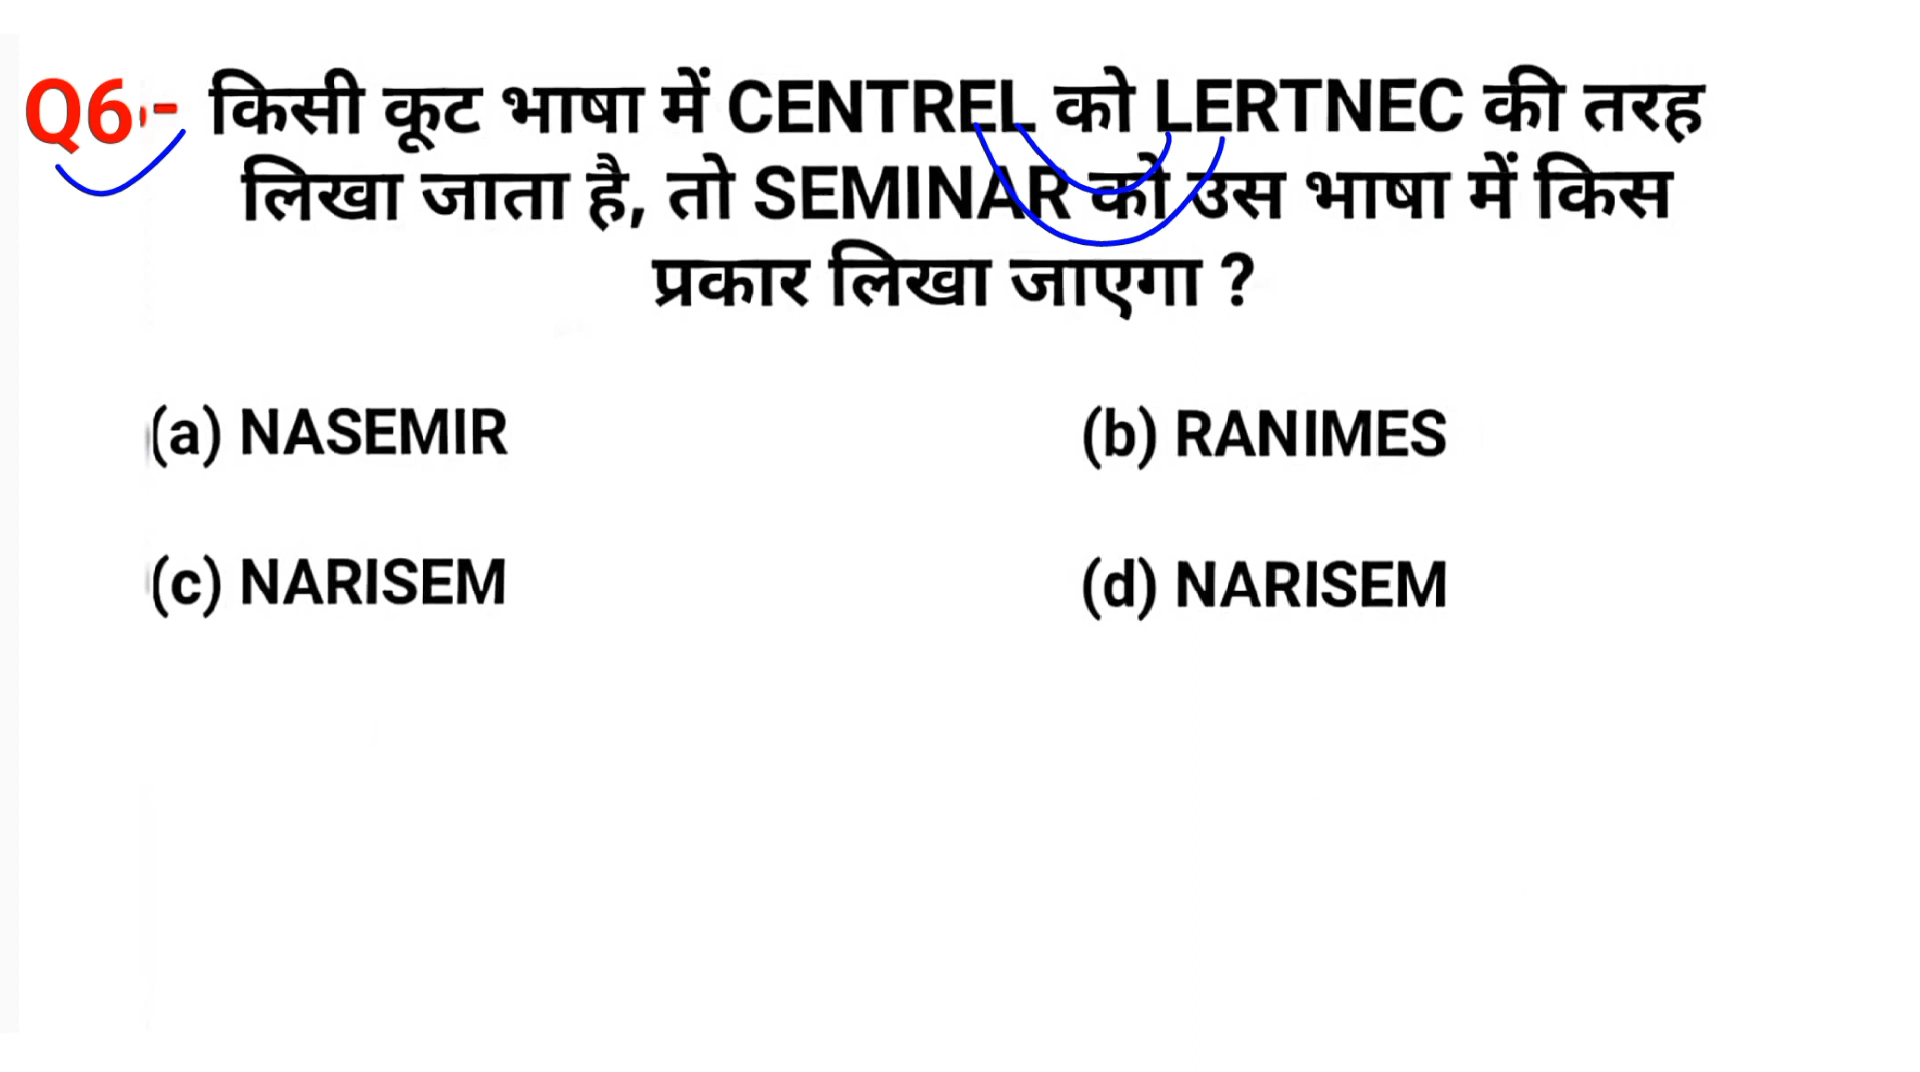 Q6.- किसी कूट भाषा में CENTREL को LERTNEC की तरह
लिखा जाता है, तो SEMINAR को उस भाषा में किस
प्रकार लिखा जाएगा ?
(a) NASEMIR (b) RANIMES
(c) NARISEM (d) NARISEM